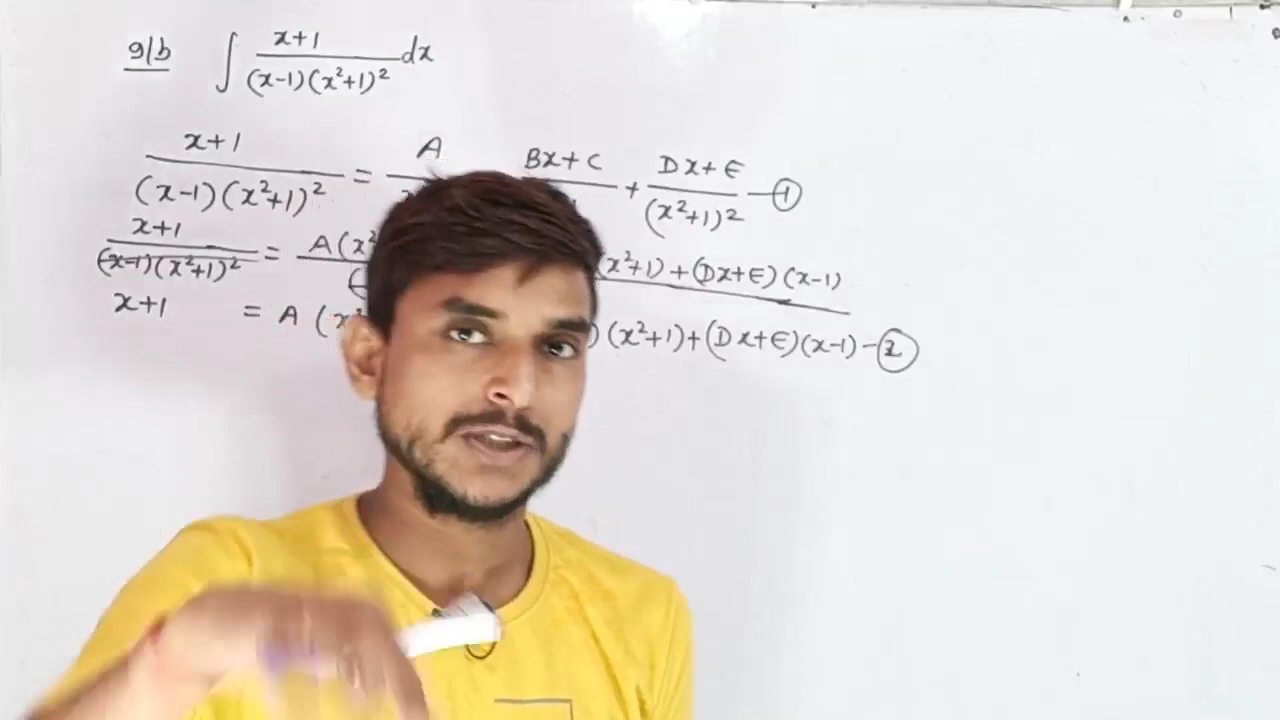 9/b ∫ x+1 / (x-1)(x²+1)² dx
x+1 / (x-1)(x²+1)² = A / Bx+C + Dx+E / (x²+1)² — ①
x+1 / (x-1)(x²+1)² = A(x² (x²+1)+(Dx+E)(x-1)
x+1 = A (x² )(x²+1)+(Dx+E)(x-1) — ②